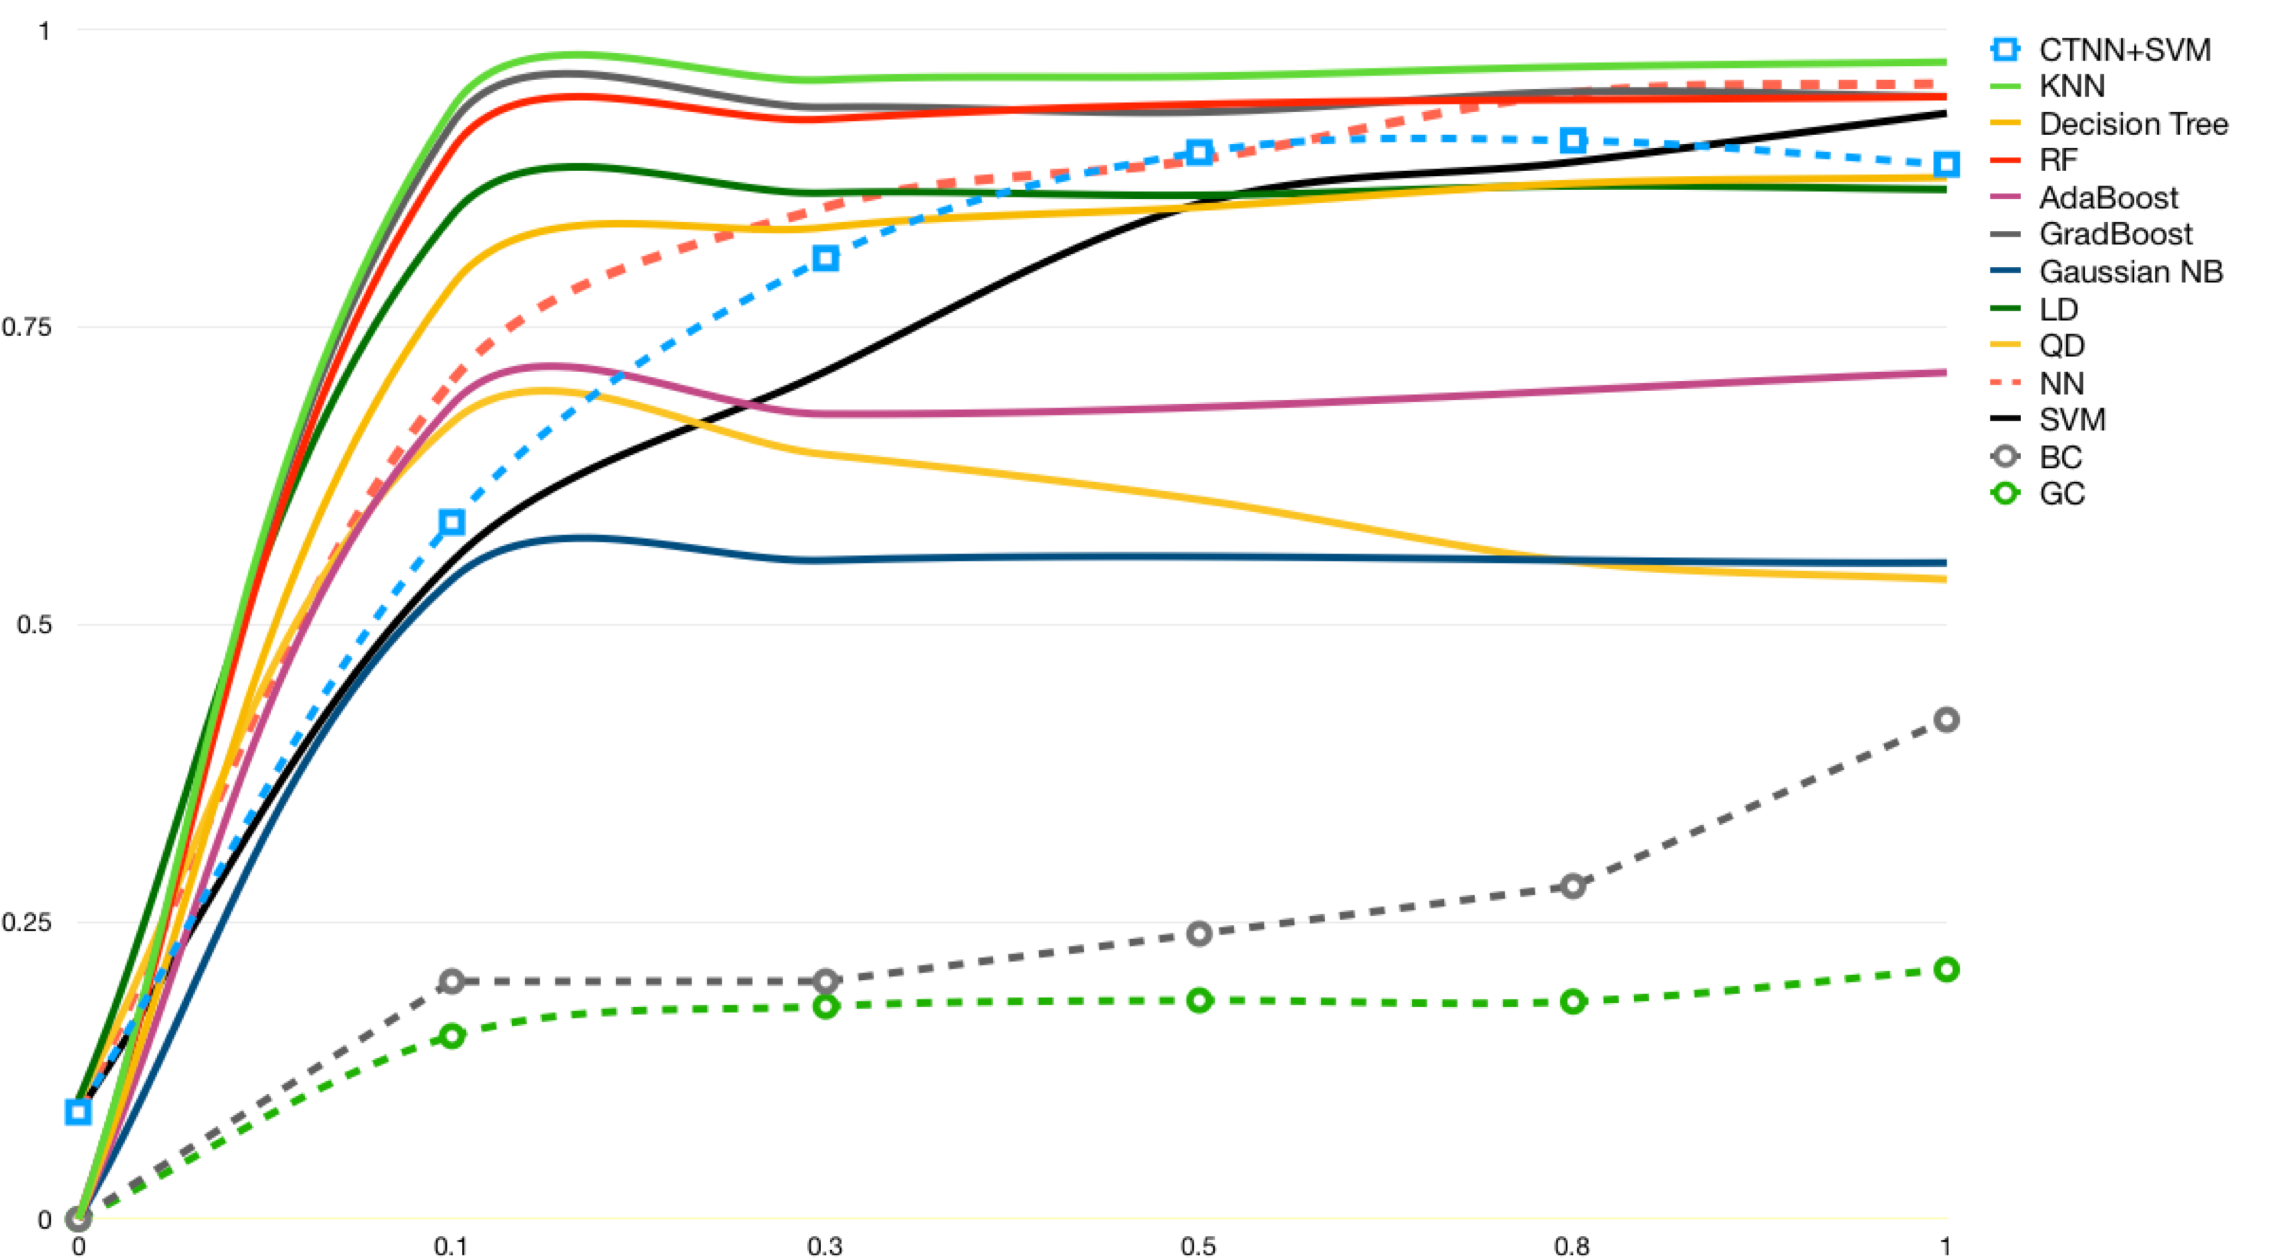 1
0.75
0.5
0.25
0
0 0.1 0.3 0.5 0.8 1
CTNN+SVM
KNN
Decision Tree
RF
AdaBoost
GradBoost
Gaussian NB
LD
QD
NN
SVM
BC
GC